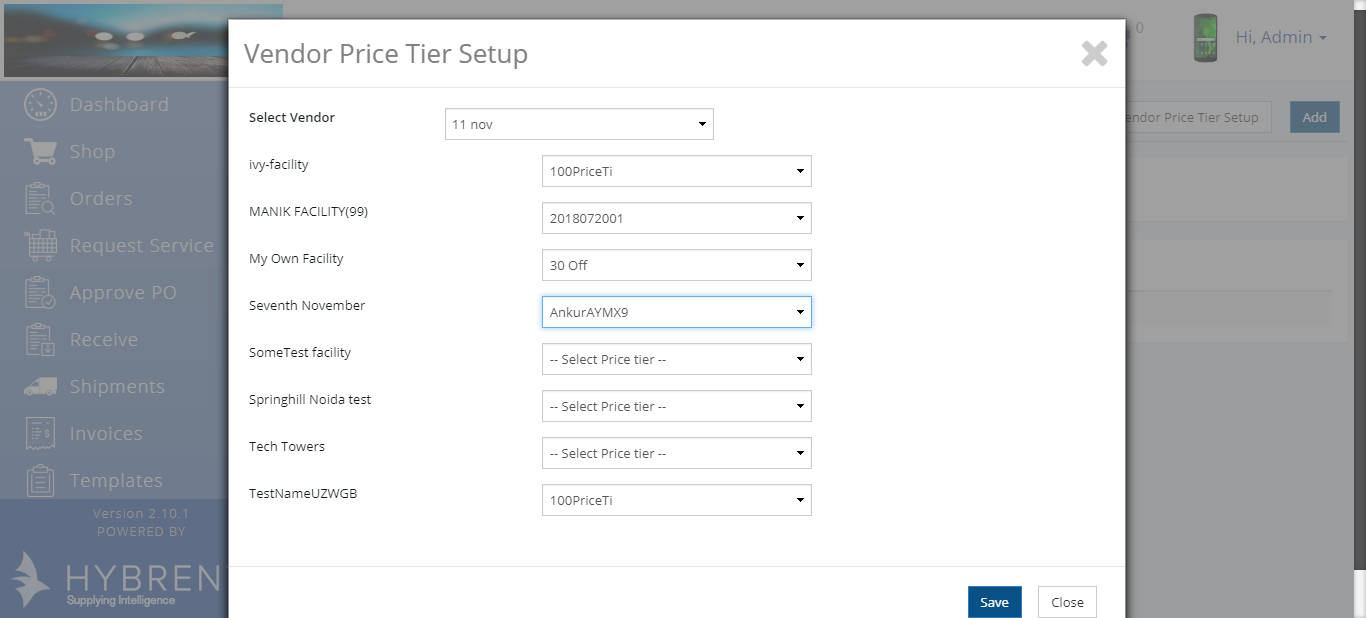 Vendor Price Tier Setup
0
Hi, Admin
Select Vendor
11 nov
endor Price Tier Setup
Add
ivy-facility
100PriceTi
MANIK FACILITY(99)
2018072001
My Own Facility
30 Off
Seventh November
AnkurAYMX9
SomeTest facility
-- Select Price tier --
Springhill Noida test
-- Select Price tier --
Tech Towers
-- Select Price tier --
TestNameUZWGB
100PriceTi
Save
Close
Dashboard
Shop
Orders
Request Service
Approve PO
Receive
Shipments
Invoices
Templates
Version 2.10.1
POWERED BY
HYBREN
Supplying Intelligence